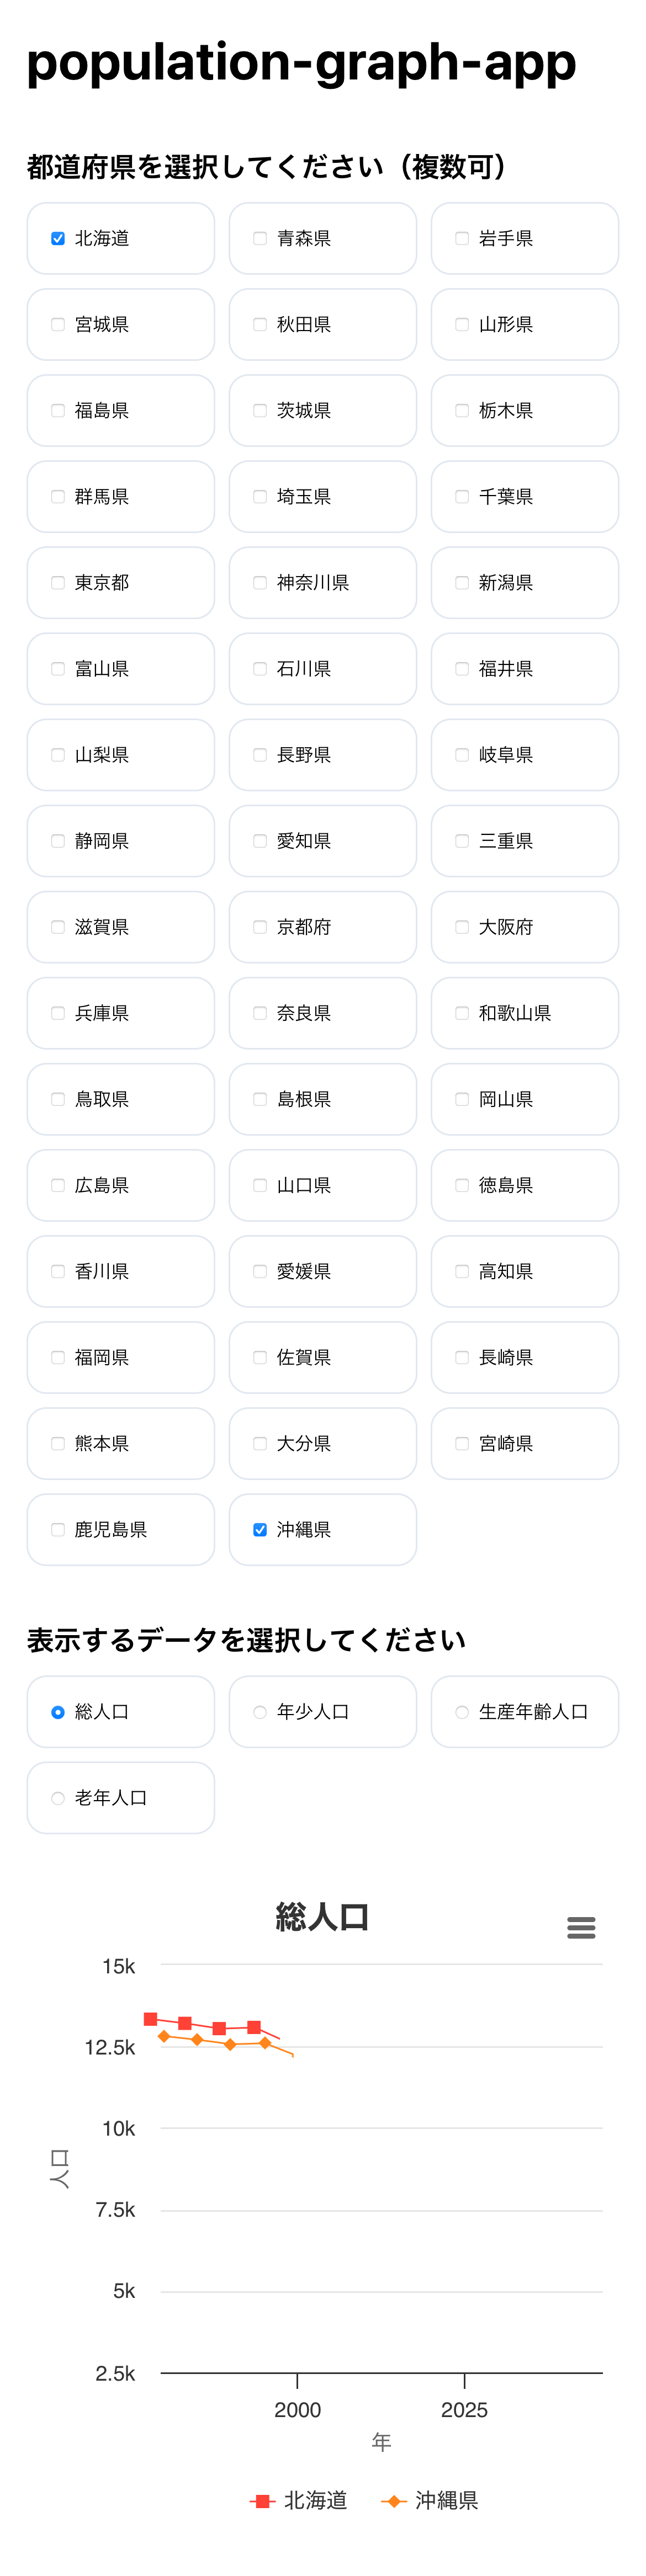 population-graph-app
都道府県を選択してください（複数可）
北海道 青森県 岩手県
宮城県 秋田県 山形県
福島県 茨城県 栃木県
群馬県 埼玉県 千葉県
東京都 神奈川県 新潟県
富山県 石川県 福井県
山梨県 長野県 岐阜県
静岡県 愛知県 三重県
滋賀県 京都府 大阪府
兵庫県 奈良県 和歌山県
鳥取県 島根県 岡山県
広島県 山口県 徳島県
香川県 愛媛県 高知県
福岡県 佐賀県 長崎県
熊本県 大分県 宮崎県
鹿児島県 沖縄県
表示するデータを選択してください
総人口 年少人口 生産年齢人口
老年人口
総人口
15k
12.5k
10k
人口
7.5k
5k
2.5k
2000 2025
年
北海道 沖縄県